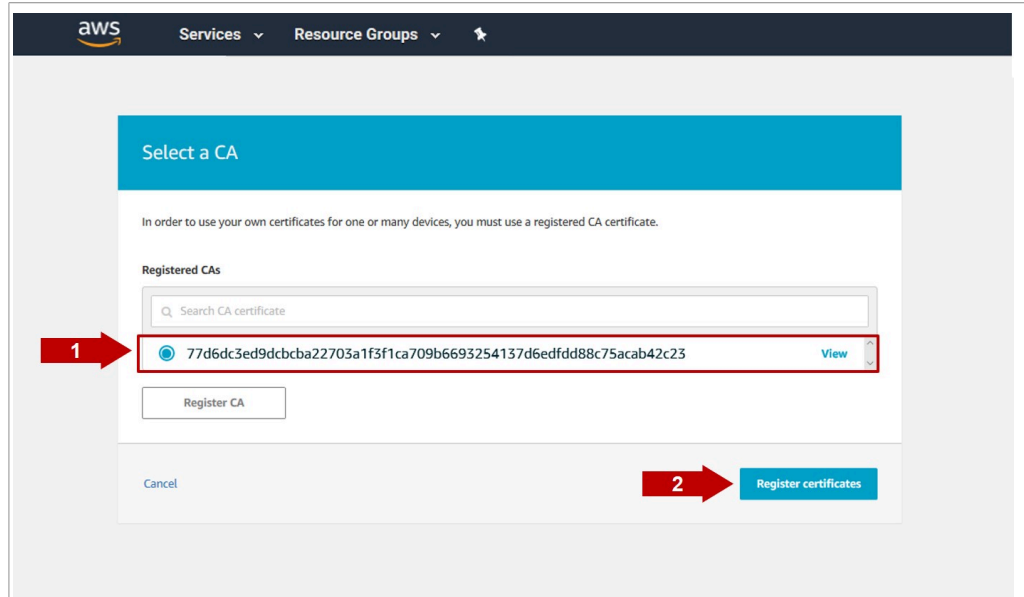 aws Services Resource Groups
Select a CA
In order to use your own certificates for one or many devices, you must use a registered CA certificate.
Registered CAs
Search CA certificate
1 77d6dc3ed9dcbcba22703a1f3f1ca709b6693254137d6edfdd88c75acab42c23 View
Register CA
Cancel 2 Register certificates